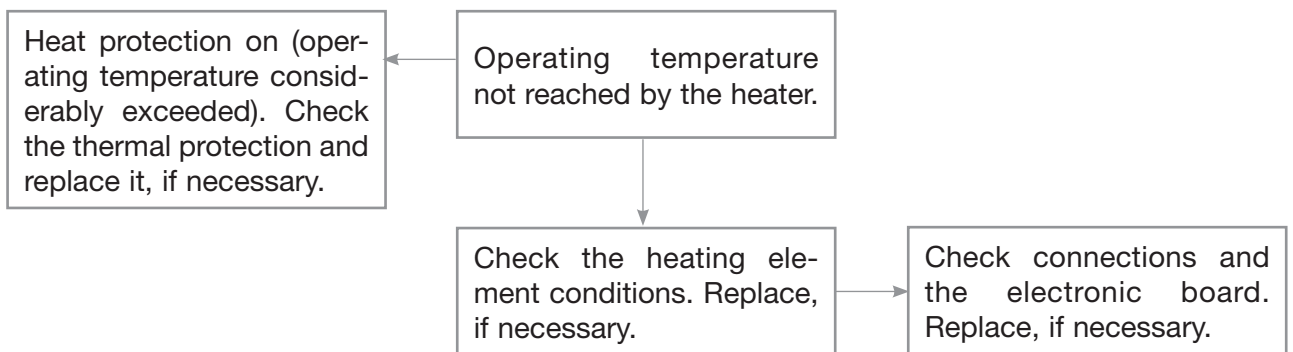 Heat protection on (oper-
ating temperature consid-
erably exceeded). Check
the thermal protection and
replace it, if necessary.
Operating temperature
not reached by the heater.
Check the heating ele-
ment conditions. Replace,
if necessary.
Check connections and
the electronic board.
Replace, if necessary.